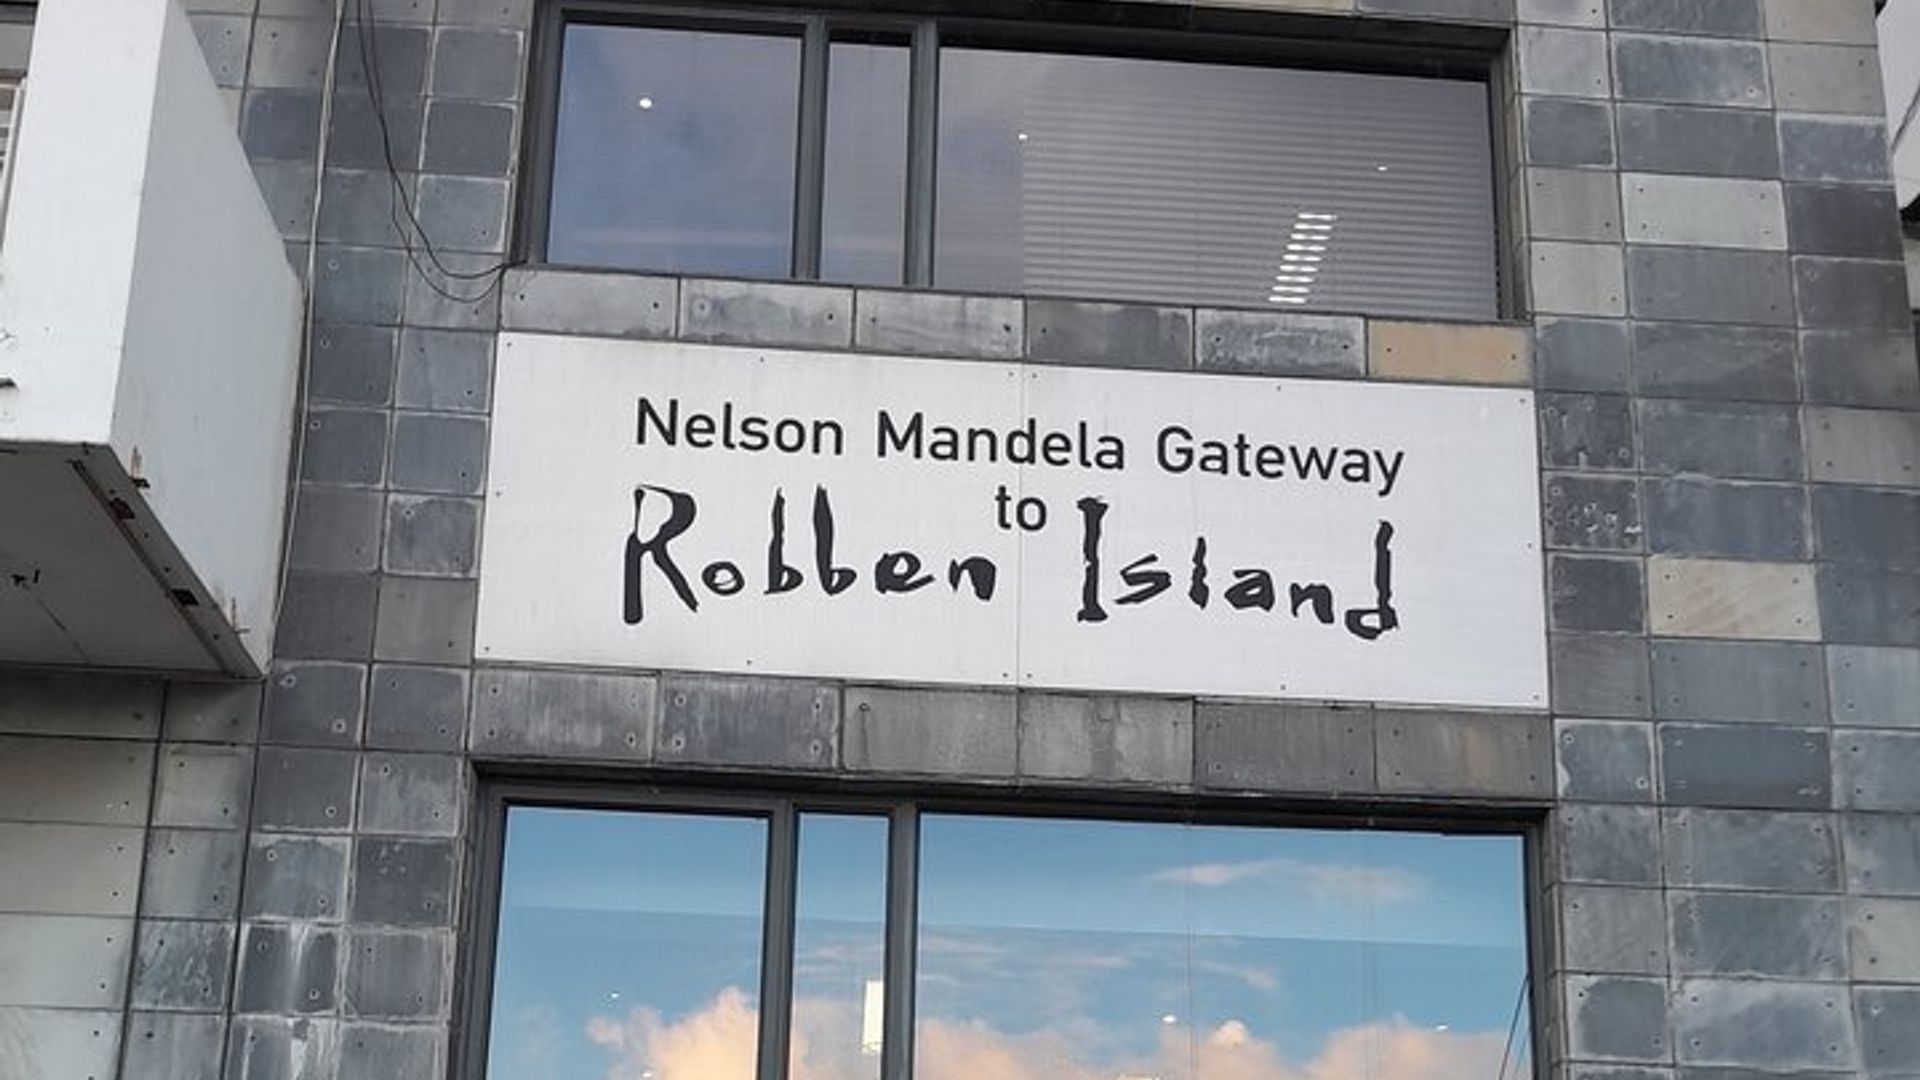 Nelson Mandela Gateway
to
Robben Island